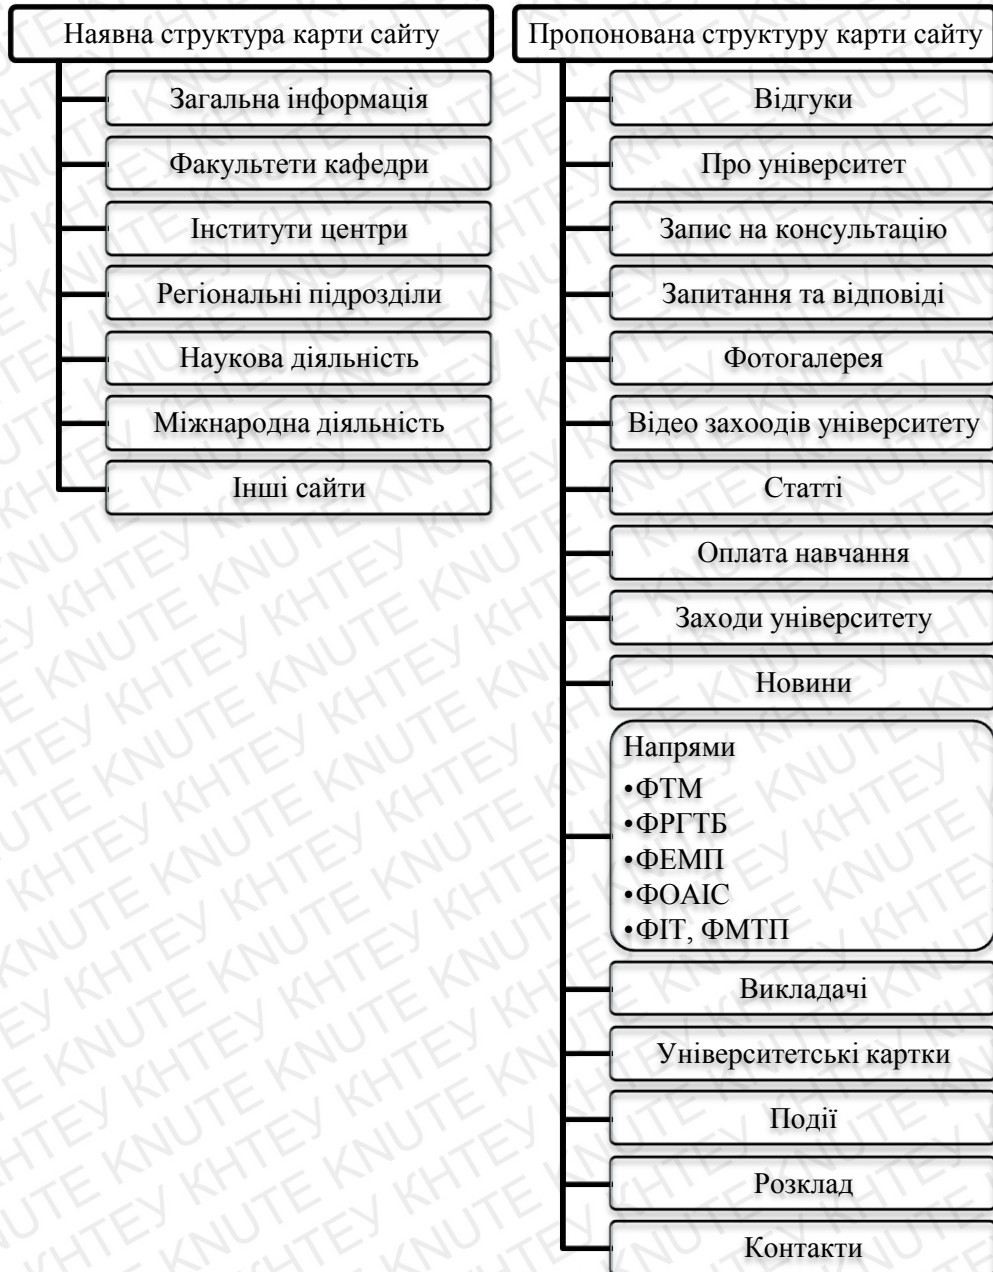 Наявна структура карти сайту
Загальна інформація
Факультети кафедри
Інститути центри
Регіональні підрозділи
Наукова діяльність
Міжнародна діяльність
Інші сайти
Пропонована структуру карти сайту
Відгуки
Про університет
Запис на консультацію
Запитання та відповіді
Фотогалерея
Відео захоодів університету
Статті
Оплата навчання
Заходи університету
Новини
Напрями
•ФТМ
•ФРГТБ
•ФЕМП
•ФОАІС
•ФІТ, ФМТП
Викладачі
Університетські картки
Події
Розклад
Контакти